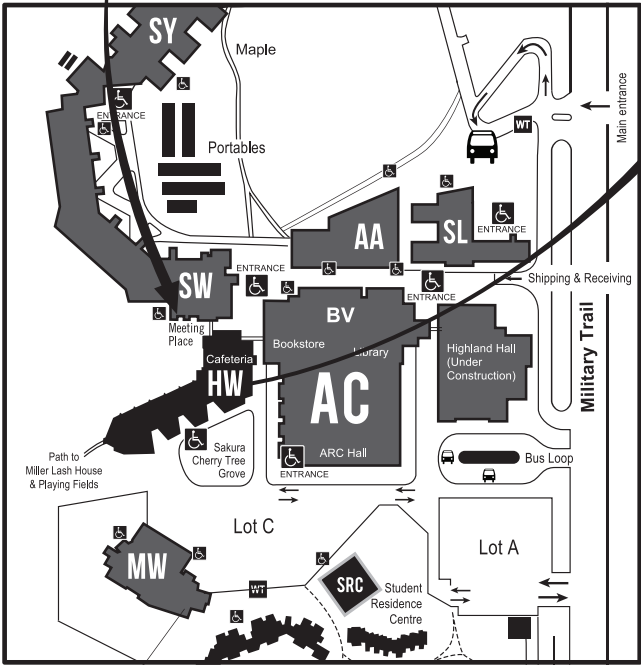 SY
Maple
ENTRANCE
Portables
WT
Main entrance
AA
SL
ENTRANCE
SW
ENTRANCE
ENTRANCE
Shipping & Receiving
Meeting
Place
BV
Bookstore
Library
Cafeteria
HW
AC
Highland Hall
(Under
Construction)
Military Trail
Sakura
Cherry Tree
Grove
ARC Hall
ENTRANCE
Path to
Miller Lash House
& Playing Fields
Bus Loop
Lot C
Lot A
MW
WT
SRC
Student
Residence
Centre